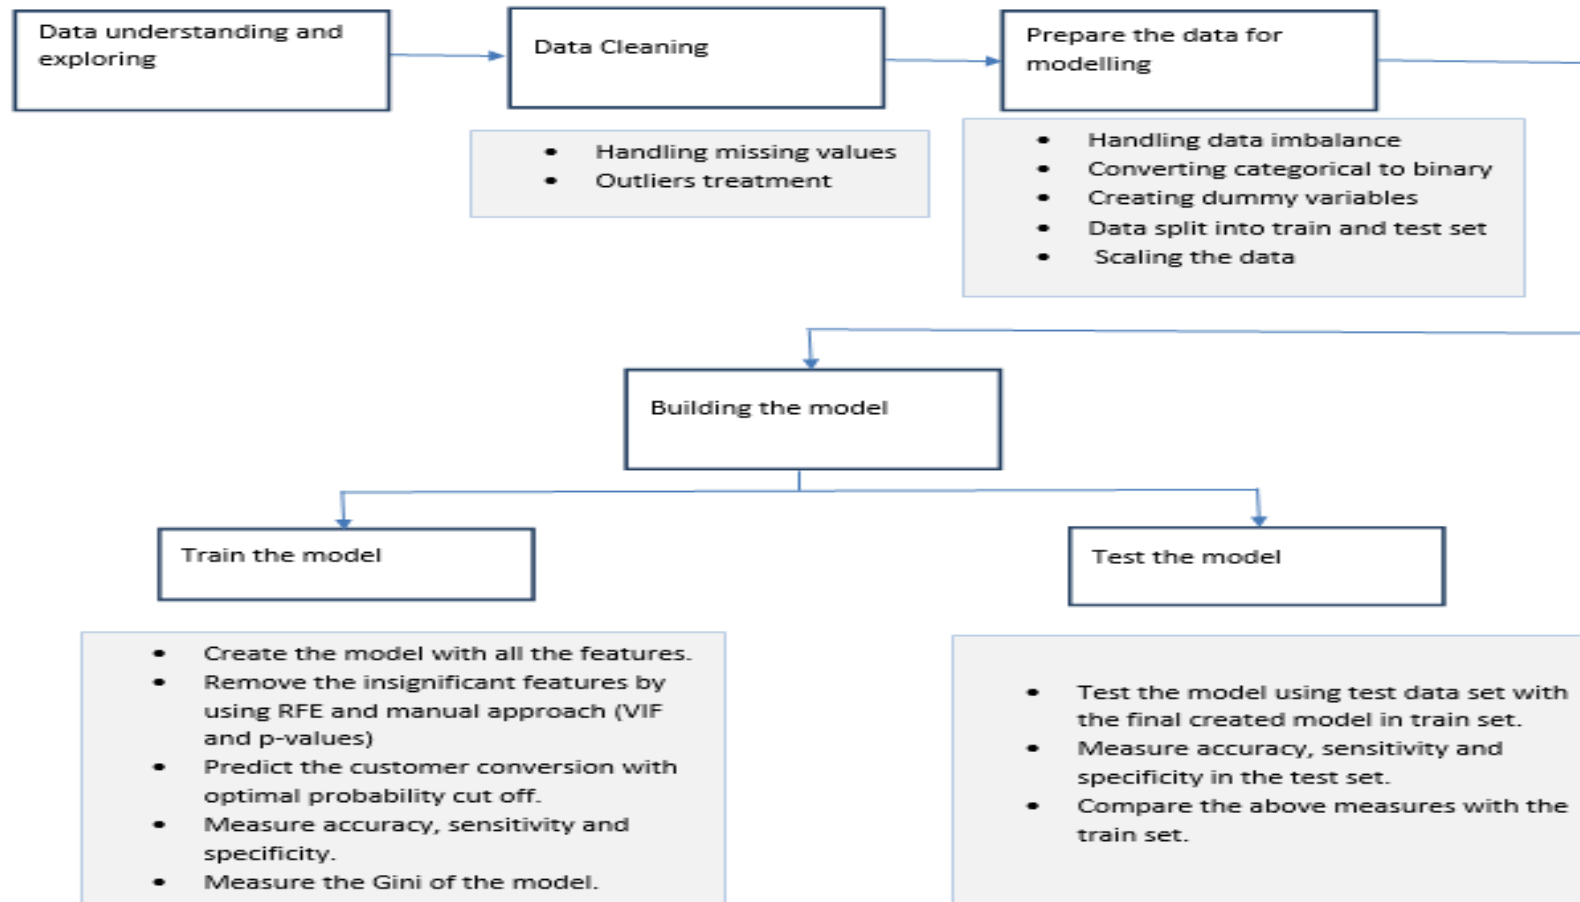 Data understanding and
exploring
Data Cleaning
Prepare the data for
modelling
• Handling missing values
• Outliers treatment
• Handling data imbalance
• Converting categorical to binary
• Creating dummy variables
• Data split into train and test set
• Scaling the data
Building the model
Train the model
Test the model
• Create the model with all the features.
• Remove the insignificant features by
using RFE and manual approach (VIF
and p-values)
• Predict the customer conversion with
optimal probability cut off.
• Measure accuracy, sensitivity and
specificity.
• Measure the Gini of the model.
• Test the model using test data set with
the final created model in train set.
• Measure accuracy, sensitivity and
specificity in the test set.
• Compare the above measures with the
train set.